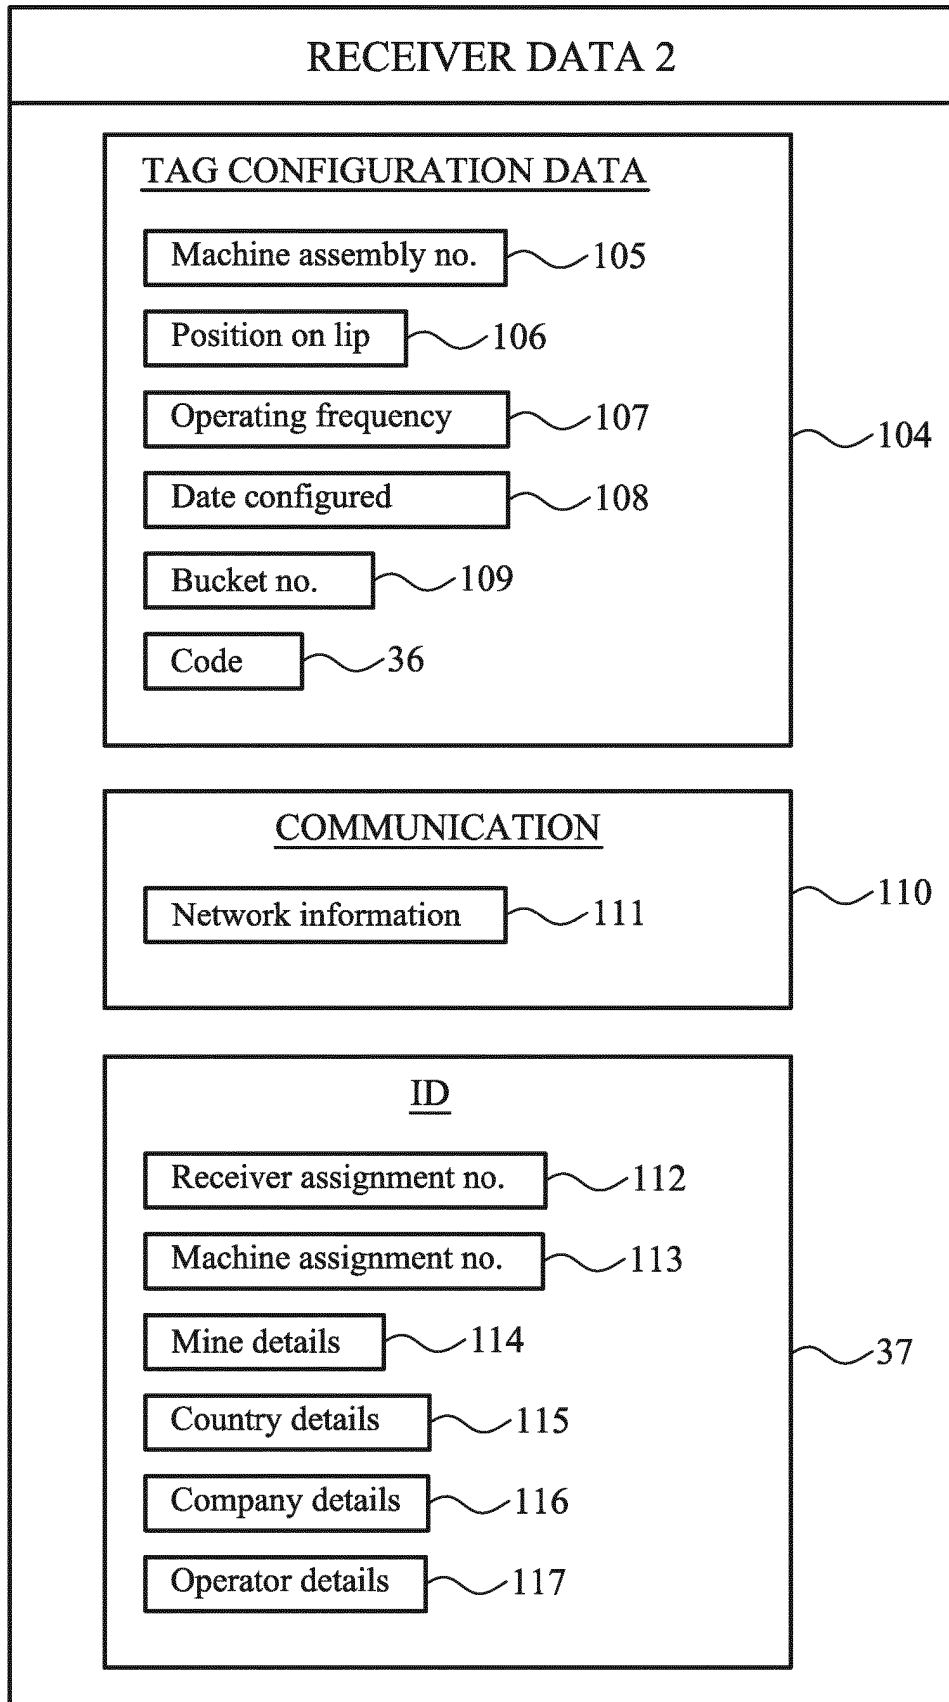 RECEIVER DATA 2
TAG CONFIGURATION DATA
Machine assembly no. 105
Position on lip 106
Operating frequency 107
104
Date configured 108
Bucket no. 109
Code 36
COMMUNICATION
110
Network information 111
ID
Receiver assignment no. 112
Machine assignment no. 113
Mine details 114
37
Country details 115
Company details 116
Operator details 117